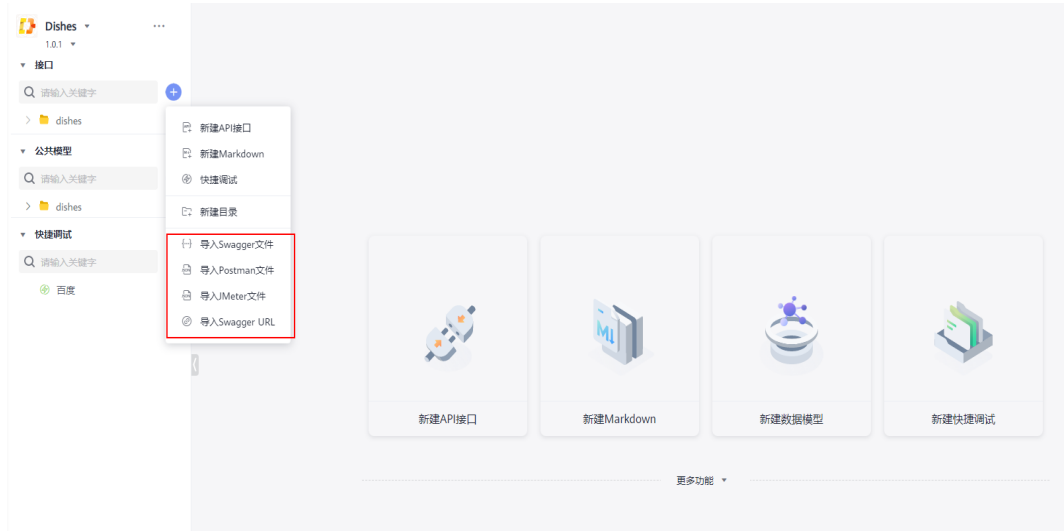 Dishes
1.0.1
接口
请输入关键字
dishes
公共模型
请输入关键字
dishes
快捷调试
请输入关键字
百度
新建API接口
新建Markdown
快捷调试
新建目录
导入Swagger文件
导入Postman文件
导入JMeter文件
导入Swagger URL
新建API接口
新建Markdown
新建数据模型
新建快捷调试
更多功能